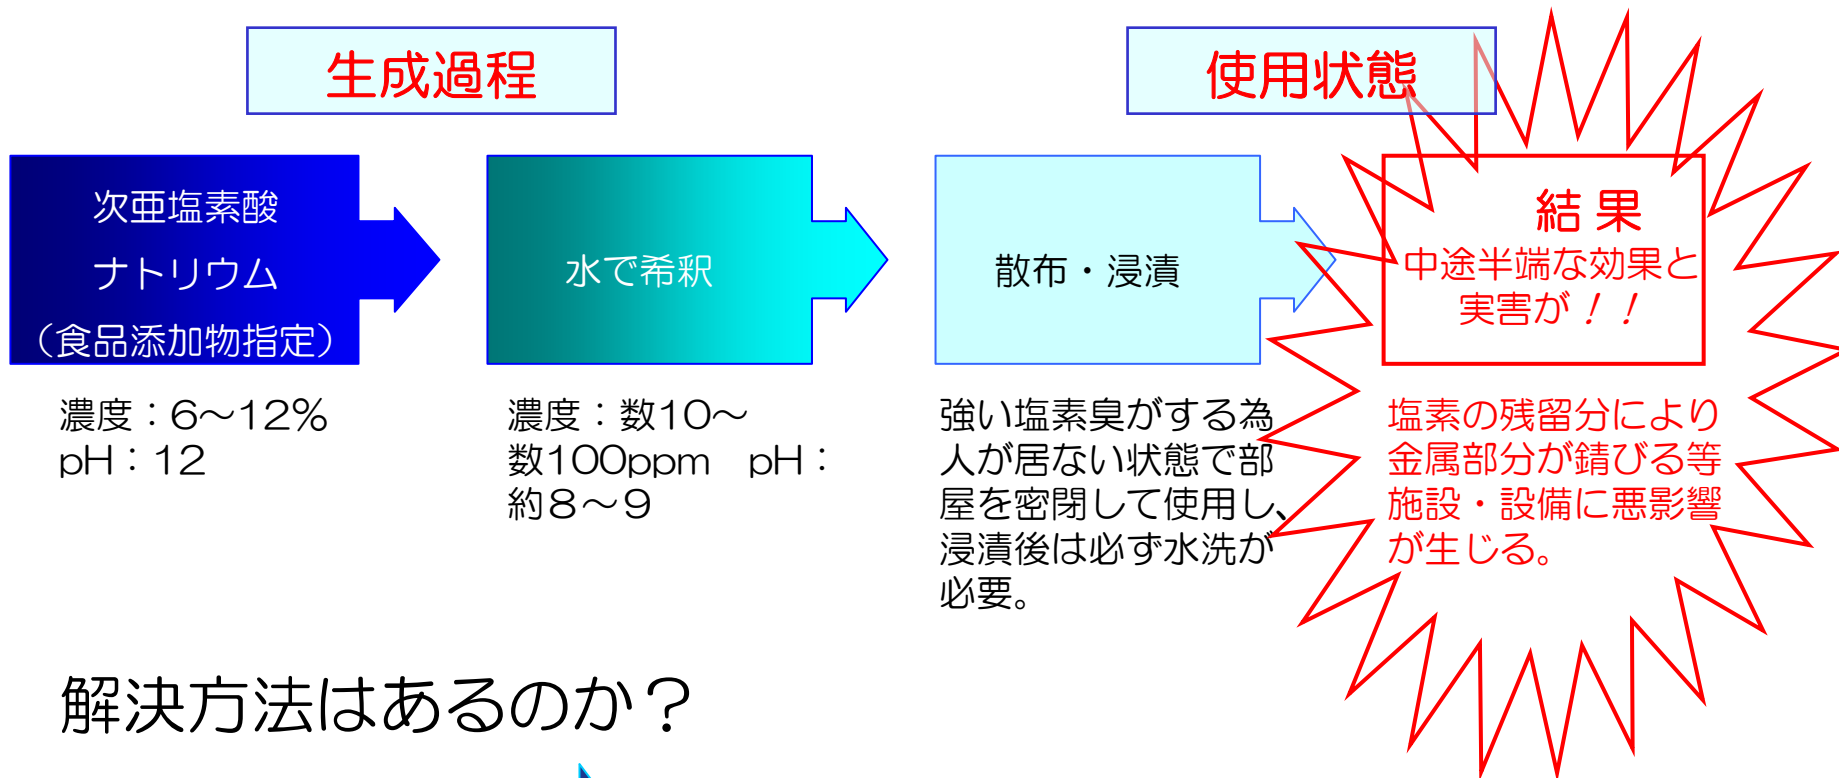 生成過程
使用状態
次亜塩素酸
ナトリウム
（食品添加物指定）
水で希釈
散布・浸漬
結 果
中途半端な効果と
実害が！！
濃度：6～12%
pH：12
濃度：数10～
数100ppm　pH：
約８～９
強い塩素臭がする為
人が居ない状態で部
屋を密閉して使用し、
浸漬後は必ず水洗が
必要。
塩素の残留分により
金属部分が錆びる等
施設・設備に悪影響
が生じる。
解決方法はあるのか？